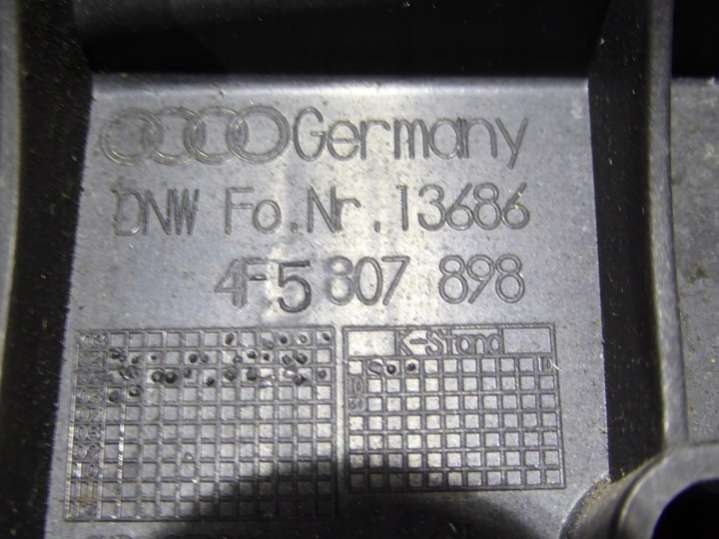 Germany
DNW Fo.Nr.13686
4F5 807 898
K-Stand